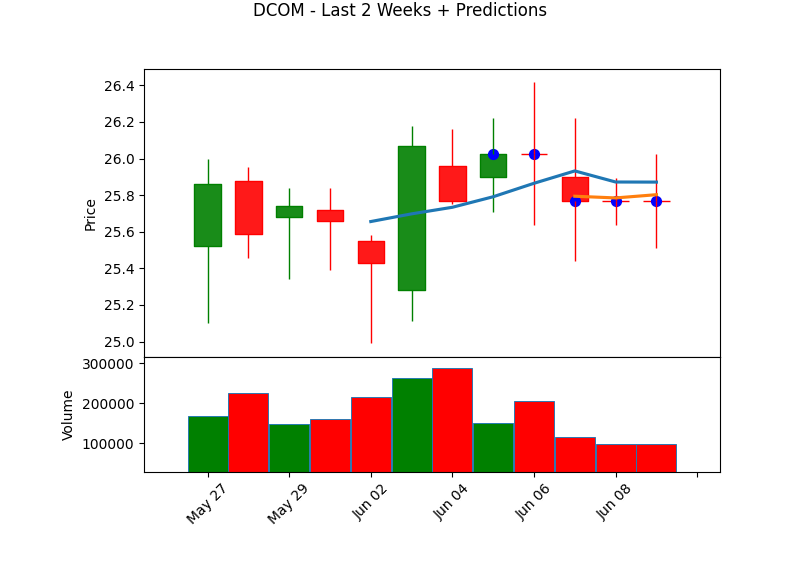 DCOM - Last 2 Weeks + Predictions
26.4
26.2
26.0
25.8
25.6
25.4
25.2
25.0
Price
300000
200000
100000
Volume
May 27
May 29
Jun 02
Jun 04
Jun 06
Jun 08